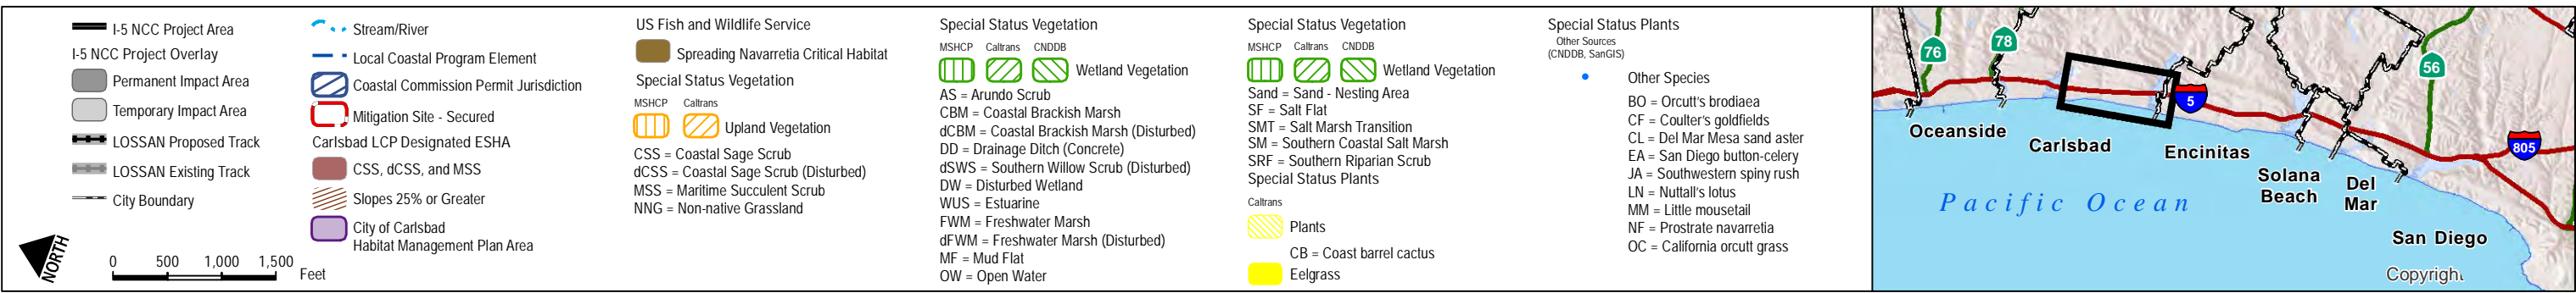 I-5 NCC Project Area
I-5 NCC Project Overlay
Permanent Impact Area
Temporary Impact Area
LOSSAN Proposed Track
LOSSAN Existing Track
City Boundary
NORTH
0 500 1,000 1,500
Feet
Stream/River
Local Coastal Program Element
Coastal Commission Permit Jurisdiction
Mitigation Site - Secured
Carlsbad LCP Designated ESHA
CSS, dCSS, and MSS
Slopes 25% or Greater
City of Carlsbad
Habitat Management Plan Area
US Fish and Wildlife Service
Spreading Navarretia Critical Habitat
Special Status Vegetation
MSHCP Caltrans
Upland Vegetation
CSS = Coastal Sage Scrub
dCSS = Coastal Sage Scrub (Disturbed)
MSS = Maritime Succulent Scrub
NNG = Non-native Grassland
Special Status Vegetation
MSHCP Caltrans CNDDB
Wetland Vegetation
AS = Arundo Scrub
CBM = Coastal Brackish Marsh
dCBM = Coastal Brackish Marsh (Disturbed)
DD = Drainage Ditch (Concrete)
dSWS = Southern Willow Scrub (Disturbed)
DW = Disturbed Wetland
WUS = Estuarine
FWM = Freshwater Marsh
dFWM = Freshwater Marsh (Disturbed)
MF = Mud Flat
OW = Open Water
Special Status Vegetation
MSHCP Caltrans CNDDB
Wetland Vegetation
Sand = Sand - Nesting Area
SF = Salt Flat
SMT = Salt Marsh Transition
SM = Southern Coastal Salt Marsh
SRF = Southern Riparian Scrub
Special Status Plants
Caltrans
Plants
CB = Coast barrel cactus
Eelgrass
Special Status Plants
Other Sources
(CNDDB, SanGIS)
Other Species
BO = Orcutt's brodiaea
CF = Coulter's goldfields
CL = Del Mar Mesa sand aster
EA = San Diego button-celery
JA = Southwestern spiny rush
LN = Nuttall's lotus
MM = Little mousetail
NF = Prostrate navarretia
OC = California orcutt grass
76
78
56
5
805
Oceanside
Carlsbad
Encinitas
Solana
Beach
Del
Mar
San Diego
Pacific Ocean